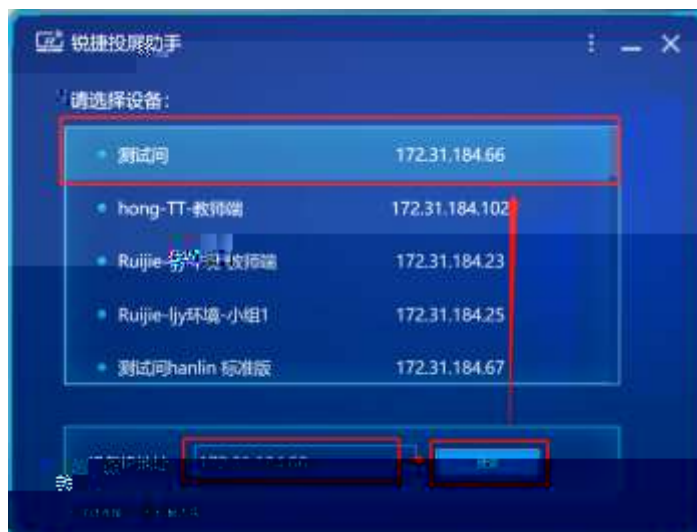 锐捷投屏助手
请选择设备：
测试间 172.31.184.66
hong-TT-教师端 172.31.184.102
Ruijie- 教师端 172.31.184.23
Ruijie-ljy环境-小组1 172.31.184.25
测试间hanlin 标准版 172.31.184.67